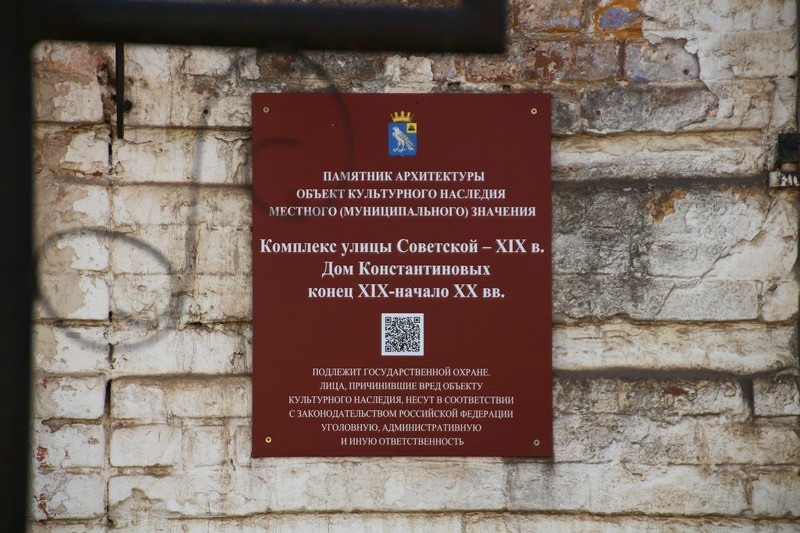 ПАМЯТНИК АРХИТЕКТУРЫ
ОБЪЕКТ КУЛЬТУРНОГО НАСЛЕДИЯ
МЕСТНОГО (МУНИЦИПАЛЬНОГО) ЗНАЧЕНИЯ
Комплекс улицы Советской – XIX в.
Дом Константиновых
конец XIX-начало XX вв.
ПОДЛЕЖИТ ГОСУДАРСТВЕННОЙ ОХРАНЕ.
ЛИЦА, ПРИЧИНИВШИЕ ВРЕД ОБЪЕКТУ
КУЛЬТУРНОГО НАСЛЕДИЯ, НЕСУТ В СООТВЕТСТВИИ
С ЗАКОНОДАТЕЛЬСТВОМ РОССИЙСКОЙ ФЕДЕРАЦИИ
УГОЛОВНУЮ, АДМИНИСТРАТИВНУЮ
И ИНУЮ ОТВЕТСТВЕННОСТЬ